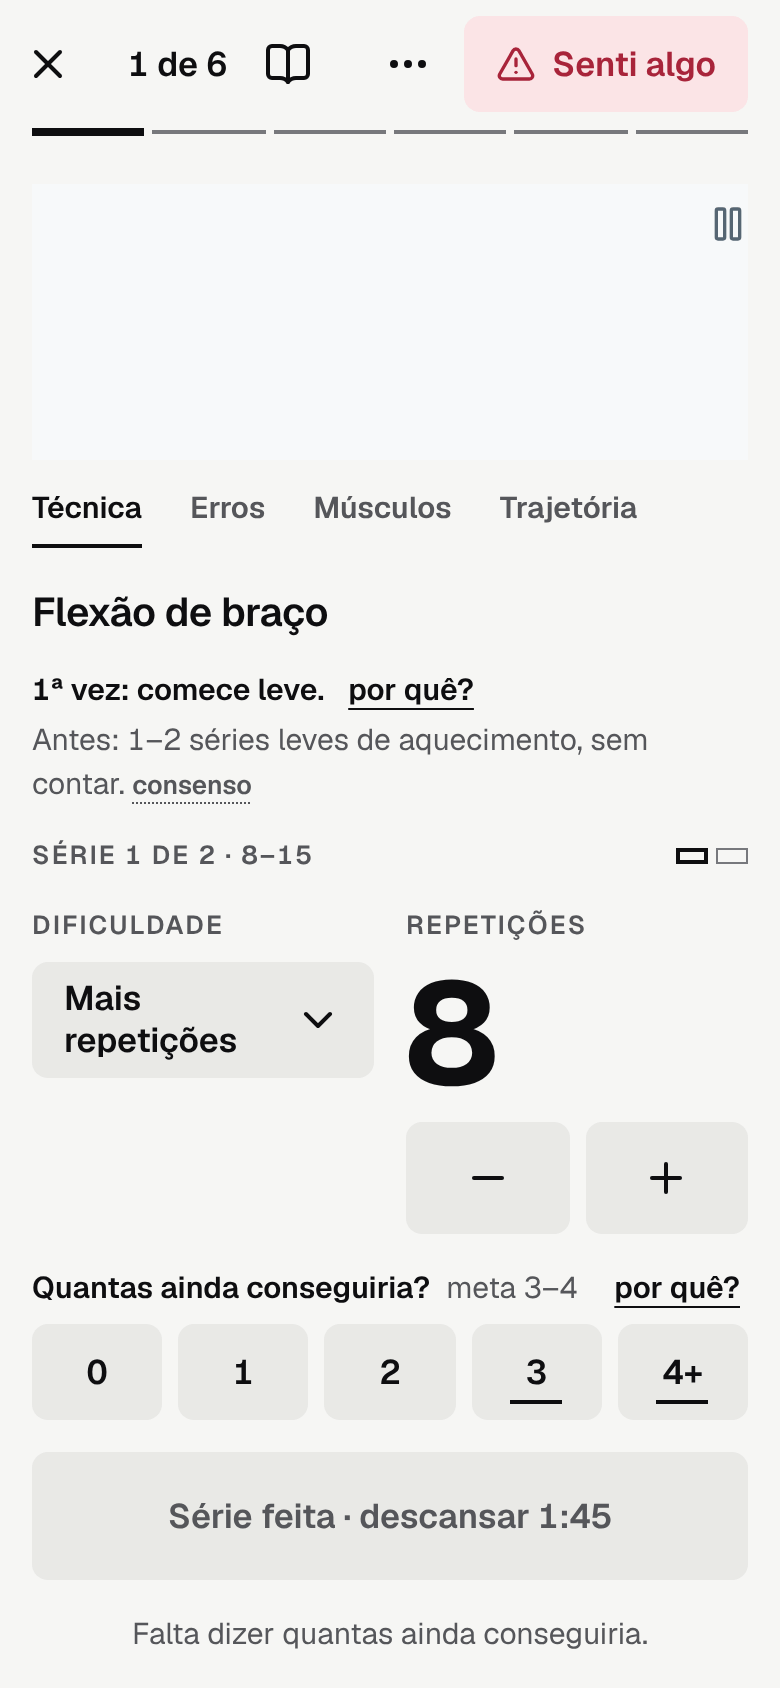 1 de 6
Senti algo
Técnica Erros Músculos Trajetória
Flexão de braço
1ª vez: comece leve. por quê?
Antes: 1–2 séries leves de aquecimento, sem
contar. consenso
SÉRIE 1 DE 2 · 8–15
DIFICULDADE
Mais
repetições
REPETIÇÕES
8
Quantas ainda conseguiria? meta 3–4 por quê?
0 1 2 3 4+
Série feita · descansar 1:45
Falta dizer quantas ainda conseguiria.